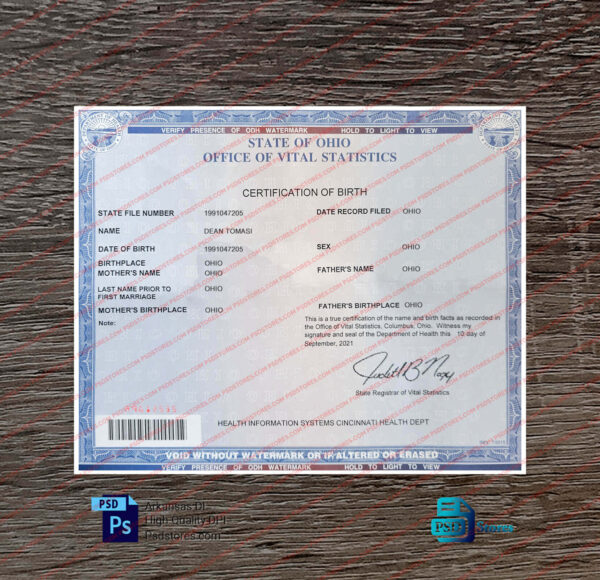 VERIFY PRESENCE OF ODH WATERMARK HOLD TO LIGHT TO VIEW
STATE OF OHIO
OFFICE OF VITAL STATISTICS
CERTIFICATION OF BIRTH
STATE FILE NUMBER 1991047205 DATE RECORD FILED OHIO
NAME DEAN TOMASI
DATE OF BIRTH 1991047205 SEX OHIO
BIRTHPLACE OHIO
MOTHER'S NAME OHIO FATHER'S NAME OHIO
LAST NAME PRIOR TO OHIO
FIRST MARRIAGE
MOTHER'S BIRTHPLACE OHIO FATHER'S BIRTHPLACE OHIO
Note:
This is a true certification of the name and birth facts as recorded in
the Office of Vital Statistics, Columbus, Ohio. Witness my
signature and seal of the Department of Health this 10 day of
September, 2021
State Registrar of Vital Statistics
HEALTH INFORMATION SYSTEMS CINCINNATI HEALTH DEPT
VOID WITHOUT WATERMARK OR IF ALTERED OR ERASED
VERIFY PRESENCE OF ODH WATERMARK HOLD TO LIGHT TO VIEW
PSD
Ps
Arkansas DL
High Quality DPI
Psdstores.com
PSD Stores
PSDSTORES.COM